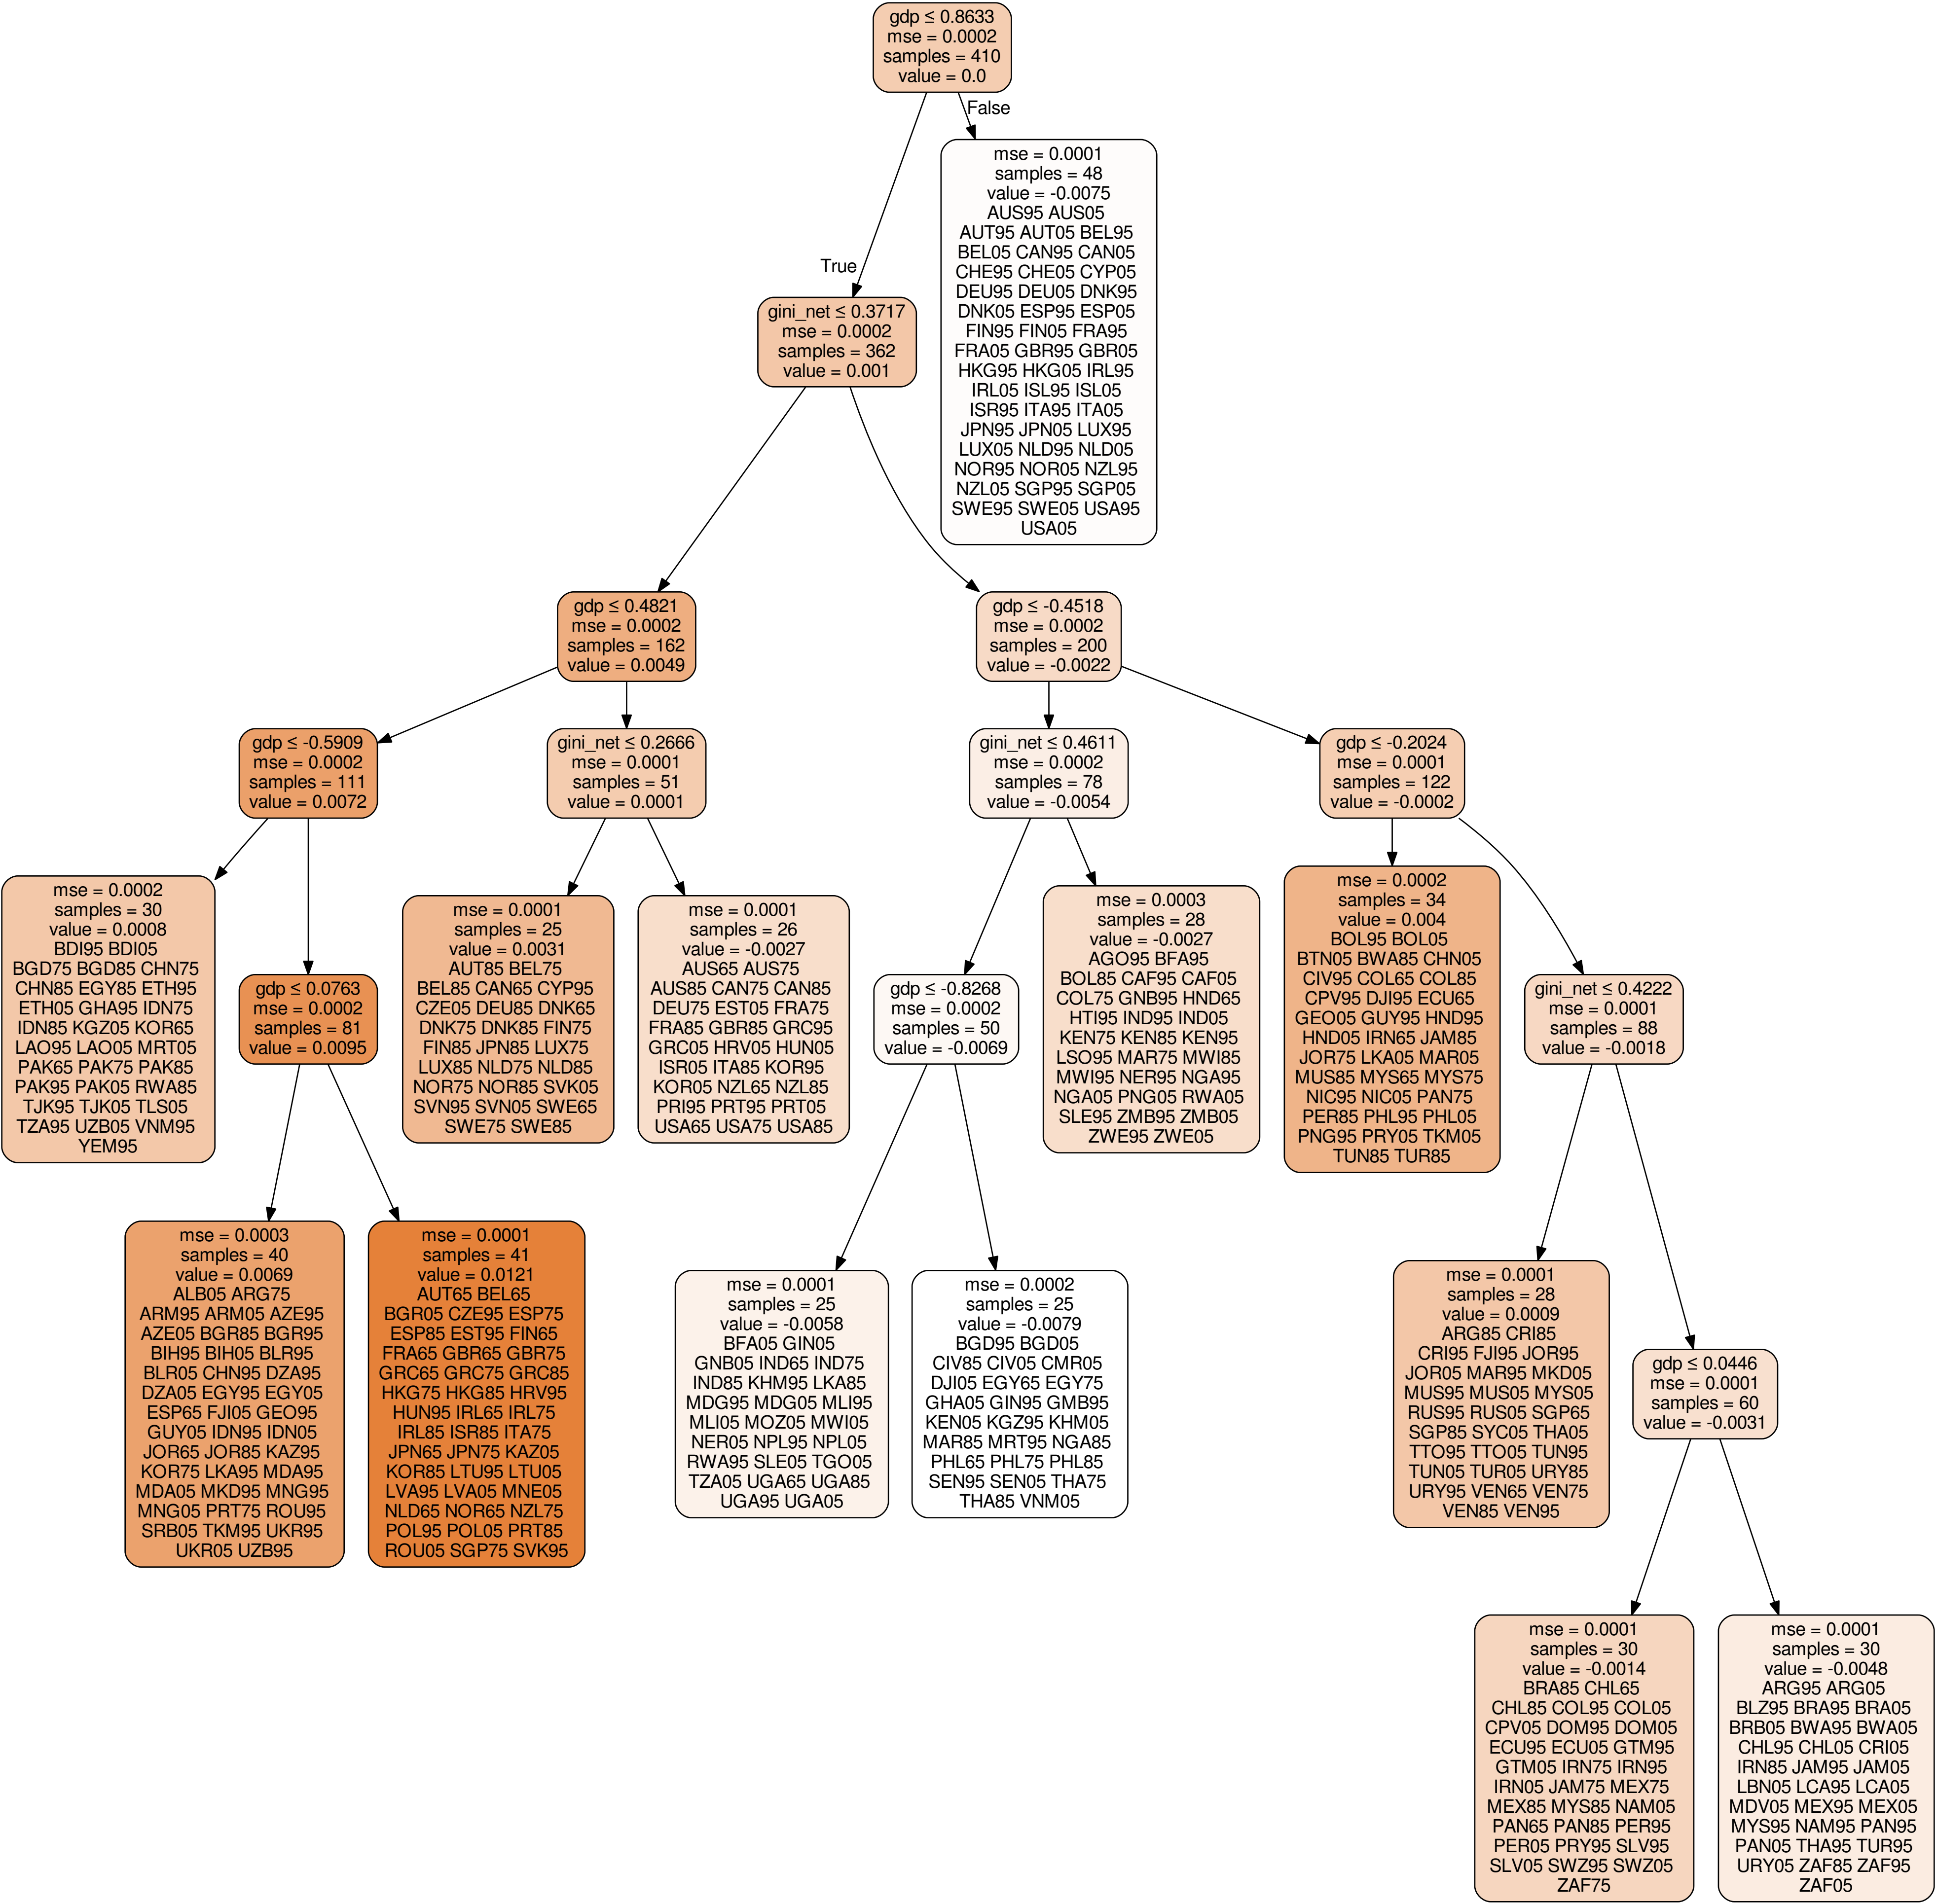 gdp ≤ 0.8633
mse = 0.0002
samples = 410
value = 0.0
False
mse = 0.0001
samples = 48
value = -0.0075
AUS95 AUS05
AUT95 AUT05 BEL95
BEL05 CAN95 CAN05
CHE95 CHE05 CYP05
DEU95 DEU05 DNK95
DNK05 ESP95 ESP05
FIN95 FIN05 FRA95
FRA05 GBR95 GBR05
HKG95 HKG05 IRL95
IRL05 ISL95 ISL05
ISR95 ITA95 ITA05
JPN95 JPN05 LUX95
LUX05 NLD95 NLD05
NOR95 NOR05 NZL95
NZL05 SGP95 SGP05
SWE95 SWE05 USA95
USA05
True
gini_net ≤ 0.3717
mse = 0.0002
samples = 362
value = 0.001
gdp ≤ 0.4821
mse = 0.0002
samples = 162
value = 0.0049
gdp ≤ -0.4518
mse = 0.0002
samples = 200
value = -0.0022
gdp ≤ -0.5909
mse = 0.0002
samples = 111
value = 0.0072
gini_net ≤ 0.2666
mse = 0.0001
samples = 51
value = 0.0001
gini_net ≤ 0.4611
mse = 0.0002
samples = 78
value = -0.0054
gdp ≤ -0.2024
mse = 0.0001
samples = 122
value = -0.0002
mse = 0.0002
samples = 30
value = 0.0008
BDI95 BDI05
BGD75 BGD85 CHN75
CHN85 EGY85 ETH95
ETH05 GHA95 IDN75
IDN85 KGZ05 KOR65
LAO95 LAO05 MRT05
PAK65 PAK75 PAK85
PAK95 PAK05 RWA85
TJK95 TJK05 TLS05
TZA95 UZB05 VNM95
YEM95
gdp ≤ 0.0763
mse = 0.0002
samples = 81
value = 0.0095
mse = 0.0001
samples = 25
value = 0.0031
AUT85 BEL75
BEL85 CAN65 CYP95
CZE05 DEU85 DNK65
DNK75 DNK85 FIN75
FIN85 JPN85 LUX75
LUX85 NLD75 NLD85
NOR75 NOR85 SVK05
SVN95 SVN05 SWE65
SWE75 SWE85
mse = 0.0001
samples = 26
value = -0.0027
AUS65 AUS75
AUS85 CAN75 CAN85
DEU75 EST05 FRA75
FRA85 GBR85 GRC95
GRC05 HRV05 HUN05
ISR05 ITA85 KOR95
KOR05 NZL65 NZL85
PRI95 PRT95 PRT05
USA65 USA75 USA85
gdp ≤ -0.8268
mse = 0.0002
samples = 50
value = -0.0069
mse = 0.0003
samples = 28
value = -0.0027
AGO95 BFA95
BOL85 CAF95 CAF05
COL75 GNB95 HND65
HTI95 IND95 IND05
KEN75 KEN85 KEN95
LSO95 MAR75 MWI85
MWI95 NER95 NGA95
NGA05 PNG05 RWA05
SLE95 ZMB95 ZMB05
ZWE95 ZWE05
mse = 0.0002
samples = 34
value = 0.004
BOL95 BOL05
BTN05 BWA85 CHN05
CIV95 COL65 COL85
CPV95 DJI95 ECU65
GEO05 GUY95 HND95
HND05 IRN65 JAM85
JOR75 LKA05 MAR05
MUS85 MYS65 MYS75
NIC95 NIC05 PAN75
PER85 PHL95 PHL05
PNG95 PRY05 TKM05
TUN85 TUR85
gini_net ≤ 0.4222
mse = 0.0001
samples = 88
value = -0.0018
mse = 0.0003
samples = 40
value = 0.0069
ALB05 ARG75
ARM95 ARM05 AZE95
AZE05 BGR85 BGR95
BIH95 BIH05 BLR95
BLR05 CHN95 DZA95
DZA05 EGY95 EGY05
ESP65 FJI05 GEO95
GUY05 IDN95 IDN05
JOR65 JOR85 KAZ95
KOR75 LKA95 MDA95
MDA05 MKD95 MNG95
MNG05 PRT75 ROU95
SRB05 TKM95 UKR95
UKR05 UZB95
mse = 0.0001
samples = 41
value = 0.0121
AUT65 BEL65
BGR05 CZE95 ESP75
ESP85 EST95 FIN65
FRA65 GBR65 GBR75
GRC65 GRC75 GRC85
HKG75 HKG85 HRV95
HUN95 IRL65 IRL75
IRL85 ISR85 ITA75
JPN65 JPN75 KAZ05
KOR85 LTU95 LTU05
LVA95 LVA05 MNE05
NLD65 NOR65 NZL75
POL95 POL05 PRT85
ROU05 SGP75 SVK95
mse = 0.0001
samples = 25
value = -0.0058
BFA05 GIN05
GNB05 IND65 IND75
IND85 KHM95 LKA85
MDG95 MDG05 MLI95
MLI05 MOZ05 MWI05
NER05 NPL95 NPL05
RWA95 SLE05 TGO05
TZA05 UGA65 UGA85
UGA95 UGA05
mse = 0.0002
samples = 25
value = -0.0079
BGD95 BGD05
CIV85 CIV05 CMR05
DJI05 EGY65 EGY75
GHA05 GIN95 GMB95
KEN05 KGZ95 KHM05
MAR85 MRT95 NGA85
PHL65 PHL75 PHL85
SEN95 SEN05 THA75
THA85 VNM05
mse = 0.0001
samples = 28
value = 0.0009
ARG85 CRI85
CRI95 FJI95 JOR95
JOR05 MAR95 MKD05
MUS95 MUS05 MYS05
RUS95 RUS05 SGP65
SGP85 SYC05 THA05
TTO95 TTO05 TUN95
TUN05 TUR05 URY85
URY95 VEN65 VEN75
VEN85 VEN95
gdp ≤ 0.0446
mse = 0.0001
samples = 60
value = -0.0031
mse = 0.0001
samples = 30
value = -0.0014
BRA85 CHL65
CHL85 COL95 COL05
CPV05 DOM95 DOM05
ECU95 ECU05 GTM95
GTM05 IRN75 IRN95
IRN05 JAM75 MEX75
MEX85 MYS85 NAM05
PAN65 PAN85 PER95
PER05 PRY95 SLV95
SLV05 SWZ95 SWZ05
ZAF75
mse = 0.0001
samples = 30
value = -0.0048
ARG95 ARG05
BLZ95 BRA95 BRA05
BRB05 BWA95 BWA05
CHL95 CHL05 CRI05
IRN85 JAM95 JAM05
LBN05 LCA95 LCA05
MDV05 MEX95 MEX05
MYS95 NAM95 PAN95
PAN05 THA95 TUR95
URY05 ZAF85 ZAF95
ZAF05